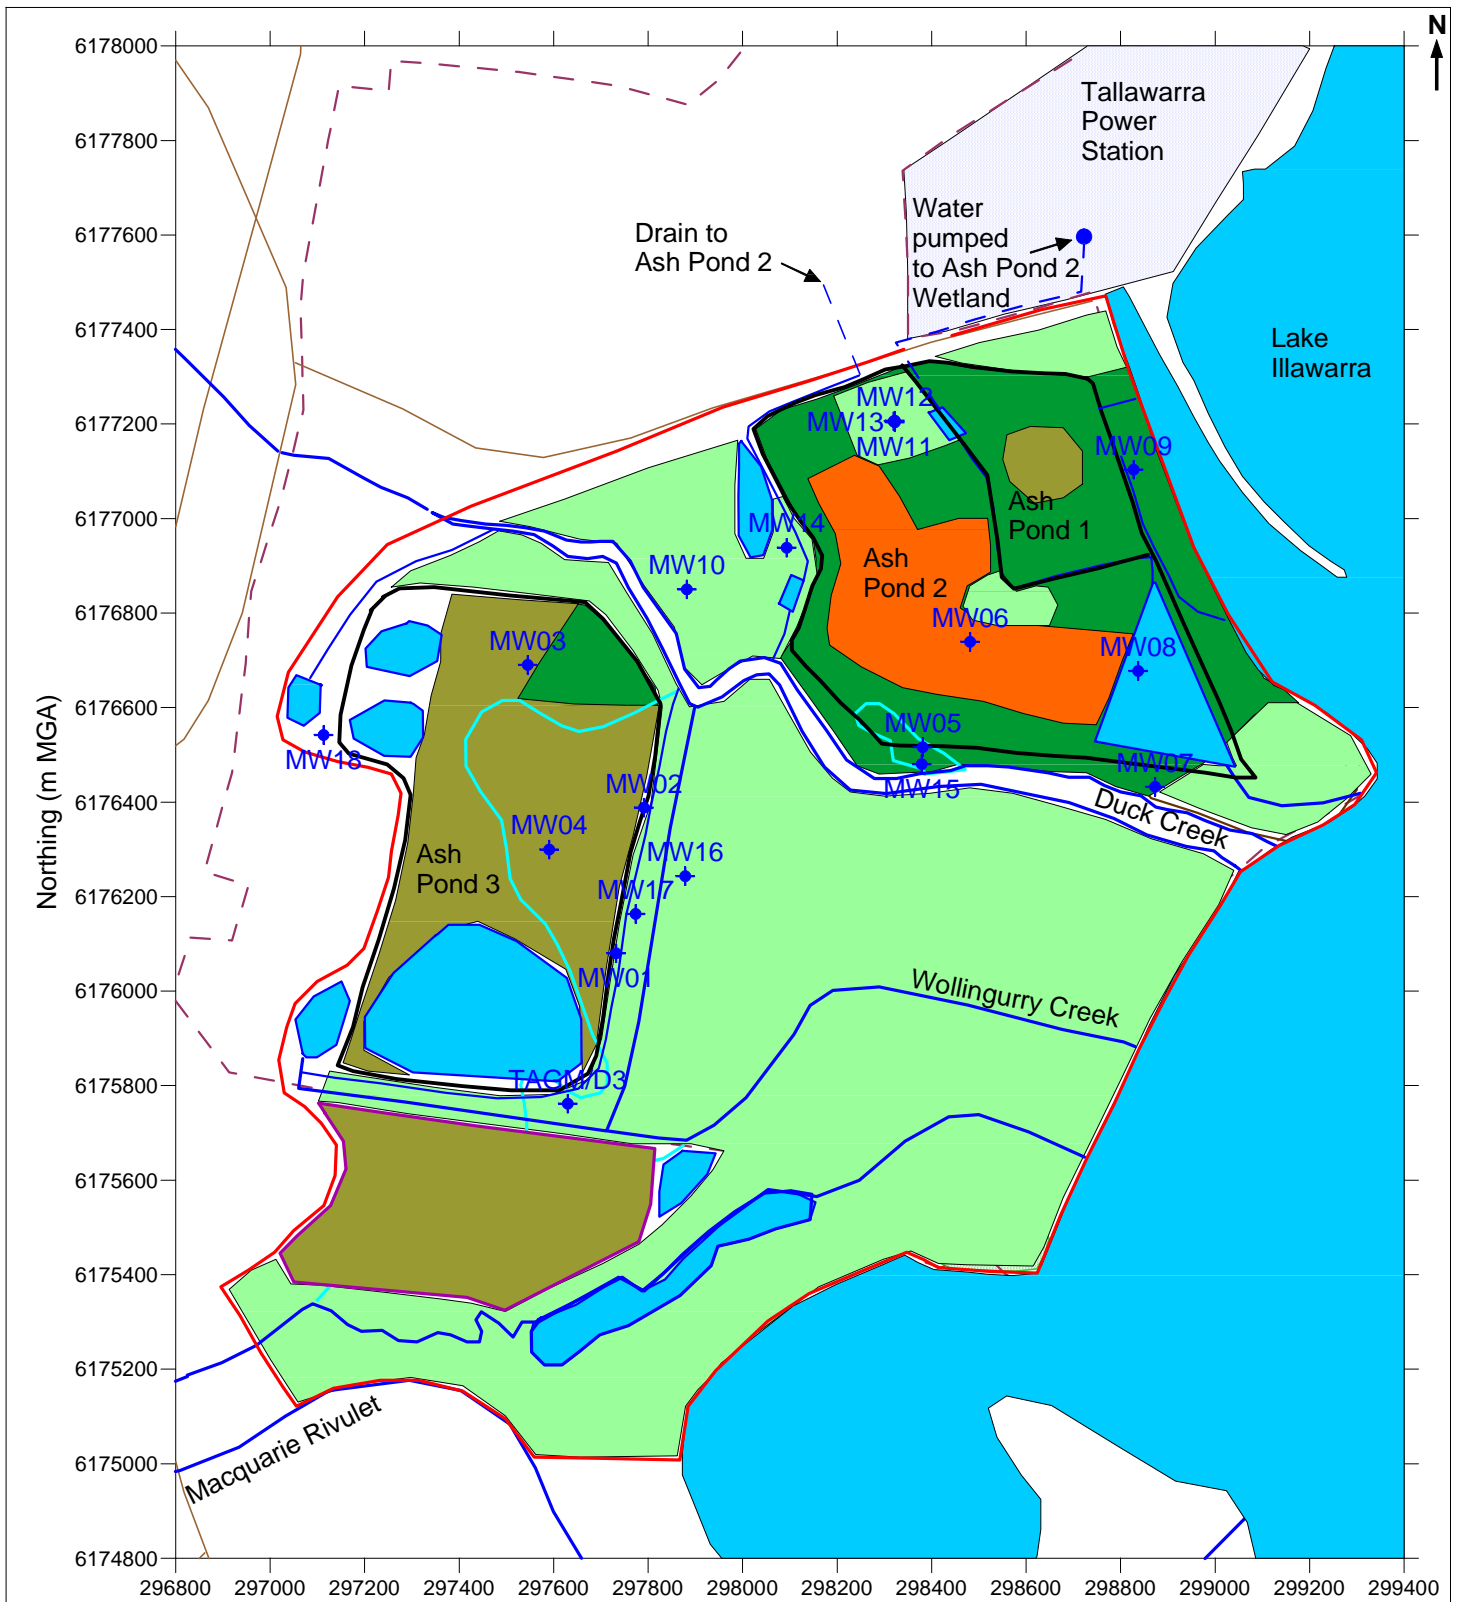 N
6178000
6177800
6177600
6177400
6177200
6177000
6176800
6176600
6176400
6176200
6176000
6175800
6175600
6175400
6175200
6175000
6174800
Northing (m MGA)
Tallawarra
Power
Station
Water
pumped
to Ash Pond 2
Wetland
Drain to
Ash Pond 2
Lake
Illawarra
MW12
MW13
MW11
MW09
Ash
Pond 1
MW14
Ash
Pond 2
MW10
MW06
MW03
MW08
MW05
MW18
MW07
MW02
MW15
Duck Creek
MW04
MW16
Ash
Pond 3
MW17
MW01
Wollingurry Creek
TAGM/D3
Macquarie Rivulet
296800 297000 297200 297400 297600 297800 298000 298200 298400 298600 298800 299000 299200 299400